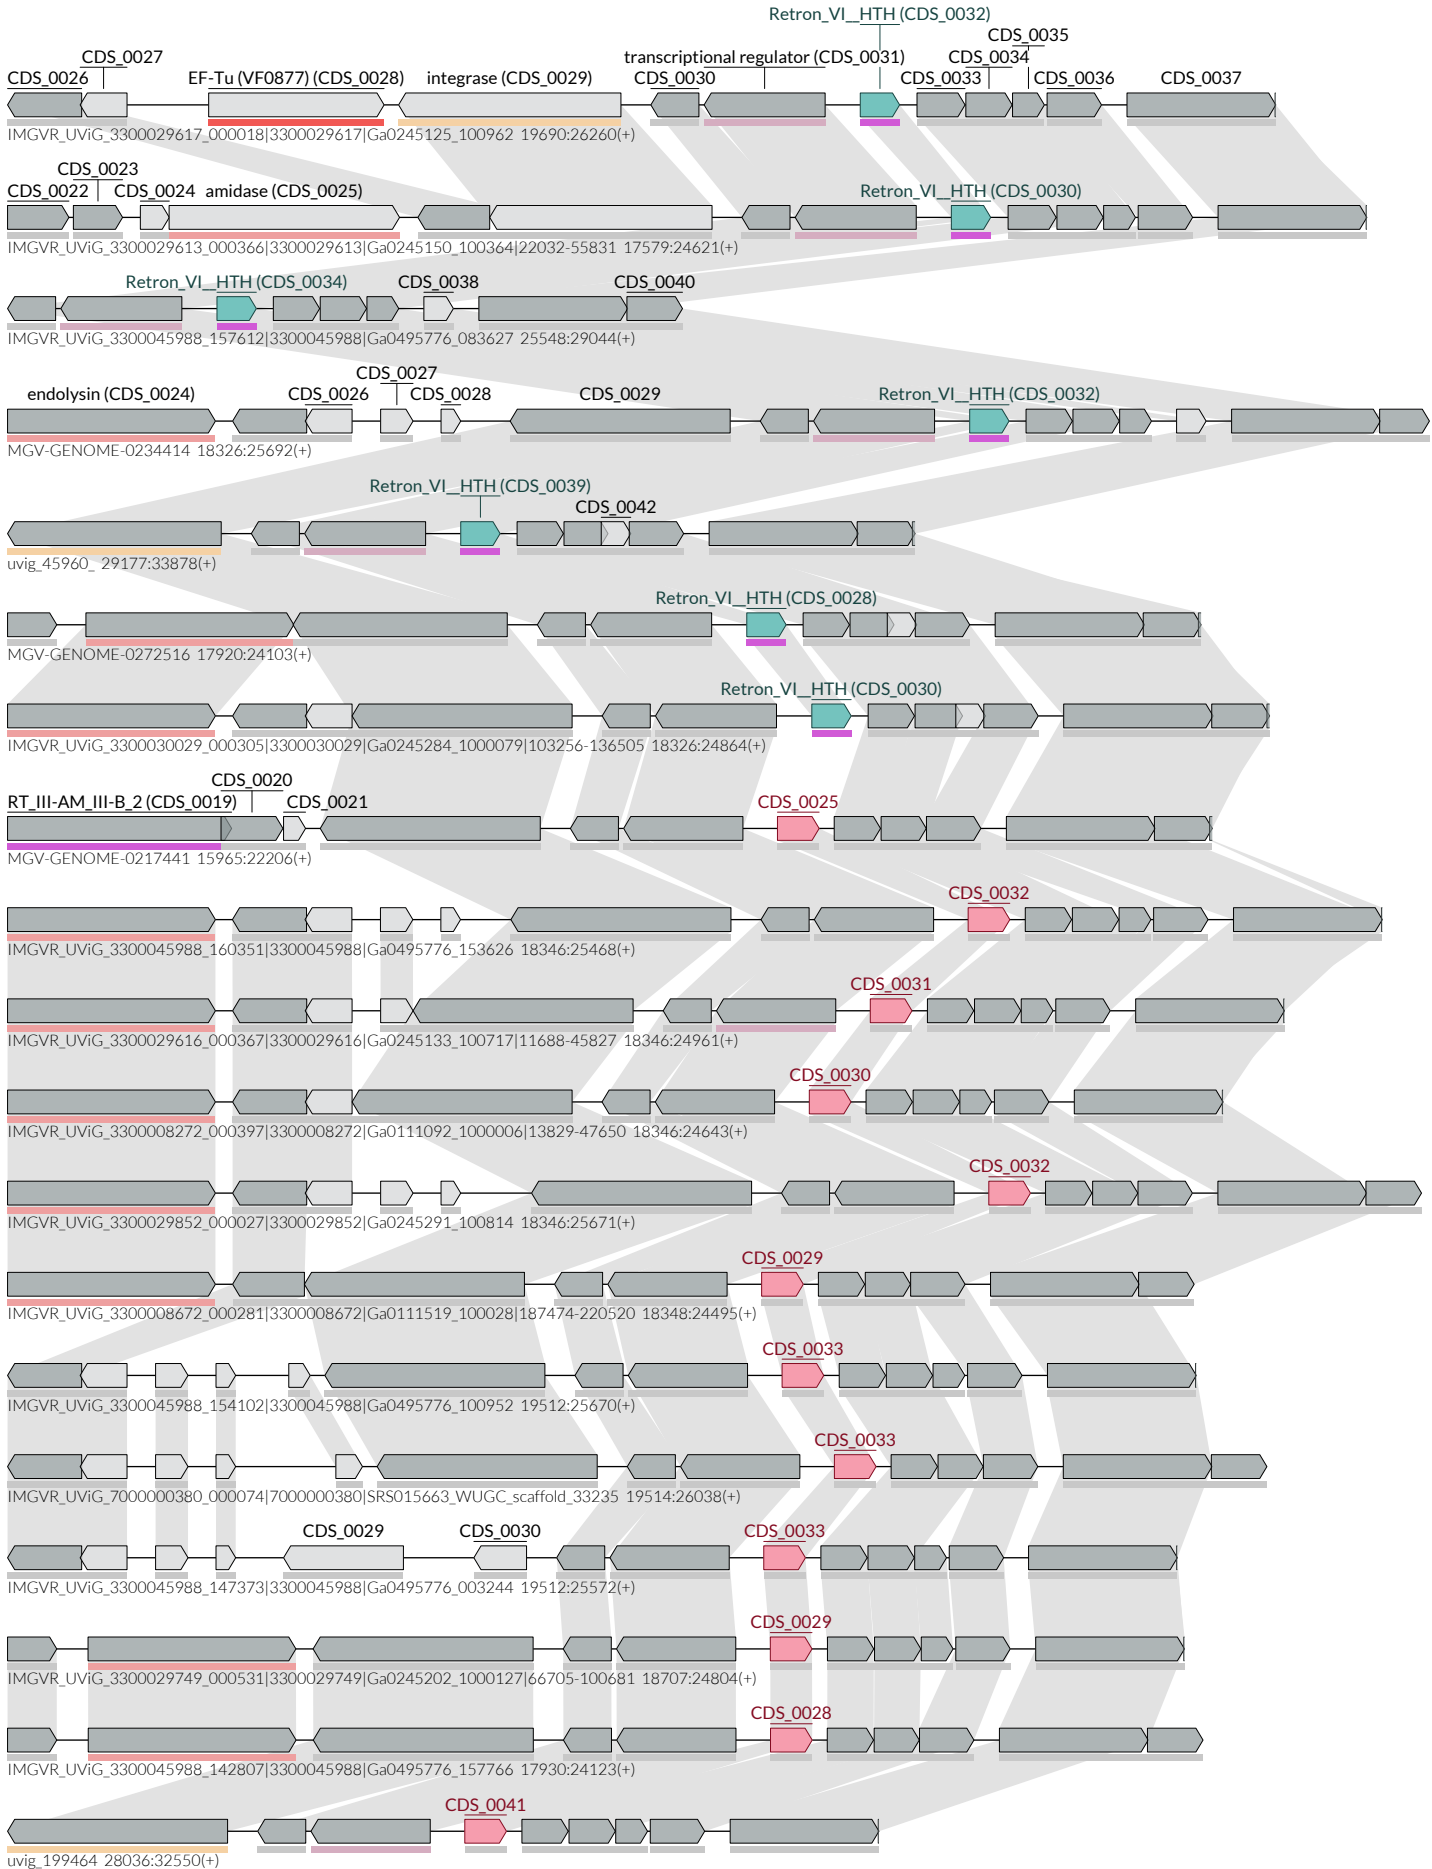 Retron_VI__HTH (CDS_0032)
CDS_0035
CDS_0027 transcriptional regulator (CDS_0031) CDS_0034
CDS_0026 EF-Tu (VF0877) (CDS_0028) integrase (CDS_0029) CDS_0030 CDS_0033 CDS_0036 CDS_0037
IMGVR_UViG_3300029617_000018|3300029617|Ga0245125_100962 19690:26260(+)
CDS_0023
CDS_0022 CDS_0024 amidase (CDS_0025) Retron_VI__HTH (CDS_0030)
IMGVR_UViG_3300029613_000366|3300029613|Ga0245150_100364|22032-55831 17579:24621(+)
Retron_VI__HTH (CDS_0034) CDS_0038 CDS_0040
IMGVR_UViG_3300045988_157612|3300045988|Ga0495776_083627 25548:29044(+)
CDS_0027
endolysin (CDS_0024) CDS_0026 CDS_0028 CDS_0029 Retron_VI__HTH (CDS_0032)
MGV-GENOME-0234414 18326:25692(+)
Retron_VI__HTH (CDS_0039)
CDS_0042
uvig_45960_ 29177:33878(+)
Retron_VI__HTH (CDS_0028)
MGV-GENOME-0272516 17920:24103(+)
Retron_VI__HTH (CDS_0030)
IMGVR_UViG_3300030029_000305|3300030029|Ga0245284_1000079|103256-136505 18326:24864(+)
CDS_0020
RT_III-AM_III-B_2 (CDS_0019) CDS_0021 CDS_0025
MGV-GENOME-0217441 15965:22206(+)
CDS_0032
IMGVR_UViG_3300045988_160351|3300045988|Ga0495776_153626 18346:25468(+)
CDS_0031
IMGVR_UViG_3300029616_000367|3300029616|Ga0245133_100717|11688-45827 18346:24961(+)
CDS_0030
IMGVR_UViG_3300008272_000397|3300008272|Ga0111092_1000006|13829-47650 18346:24643(+)
CDS_0032
IMGVR_UViG_3300029852_000027|3300029852|Ga0245291_100814 18346:25671(+)
CDS_0029
IMGVR_UViG_3300008672_000281|3300008672|Ga0111519_100028|187474-220520 18348:24495(+)
CDS_0033
IMGVR_UViG_3300045988_154102|3300045988|Ga0495776_100952 19512:25670(+)
CDS_0033
IMGVR_UViG_7000000380_000074|7000000380|SRS015663_WUGC_scaffold_33235 19514:26038(+)
CDS_0029 CDS_0030 CDS_0033
IMGVR_UViG_3300045988_147373|3300045988|Ga0495776_003244 19512:25572(+)
CDS_0029
IMGVR_UViG_3300029749_000531|3300029749|Ga0245202_1000127|66705-100681 18707:24804(+)
CDS_0028
IMGVR_UViG_3300045988_142807|3300045988|Ga0495776_157766 17930:24123(+)
CDS_0041
uvig_199464 28036:32550(+)